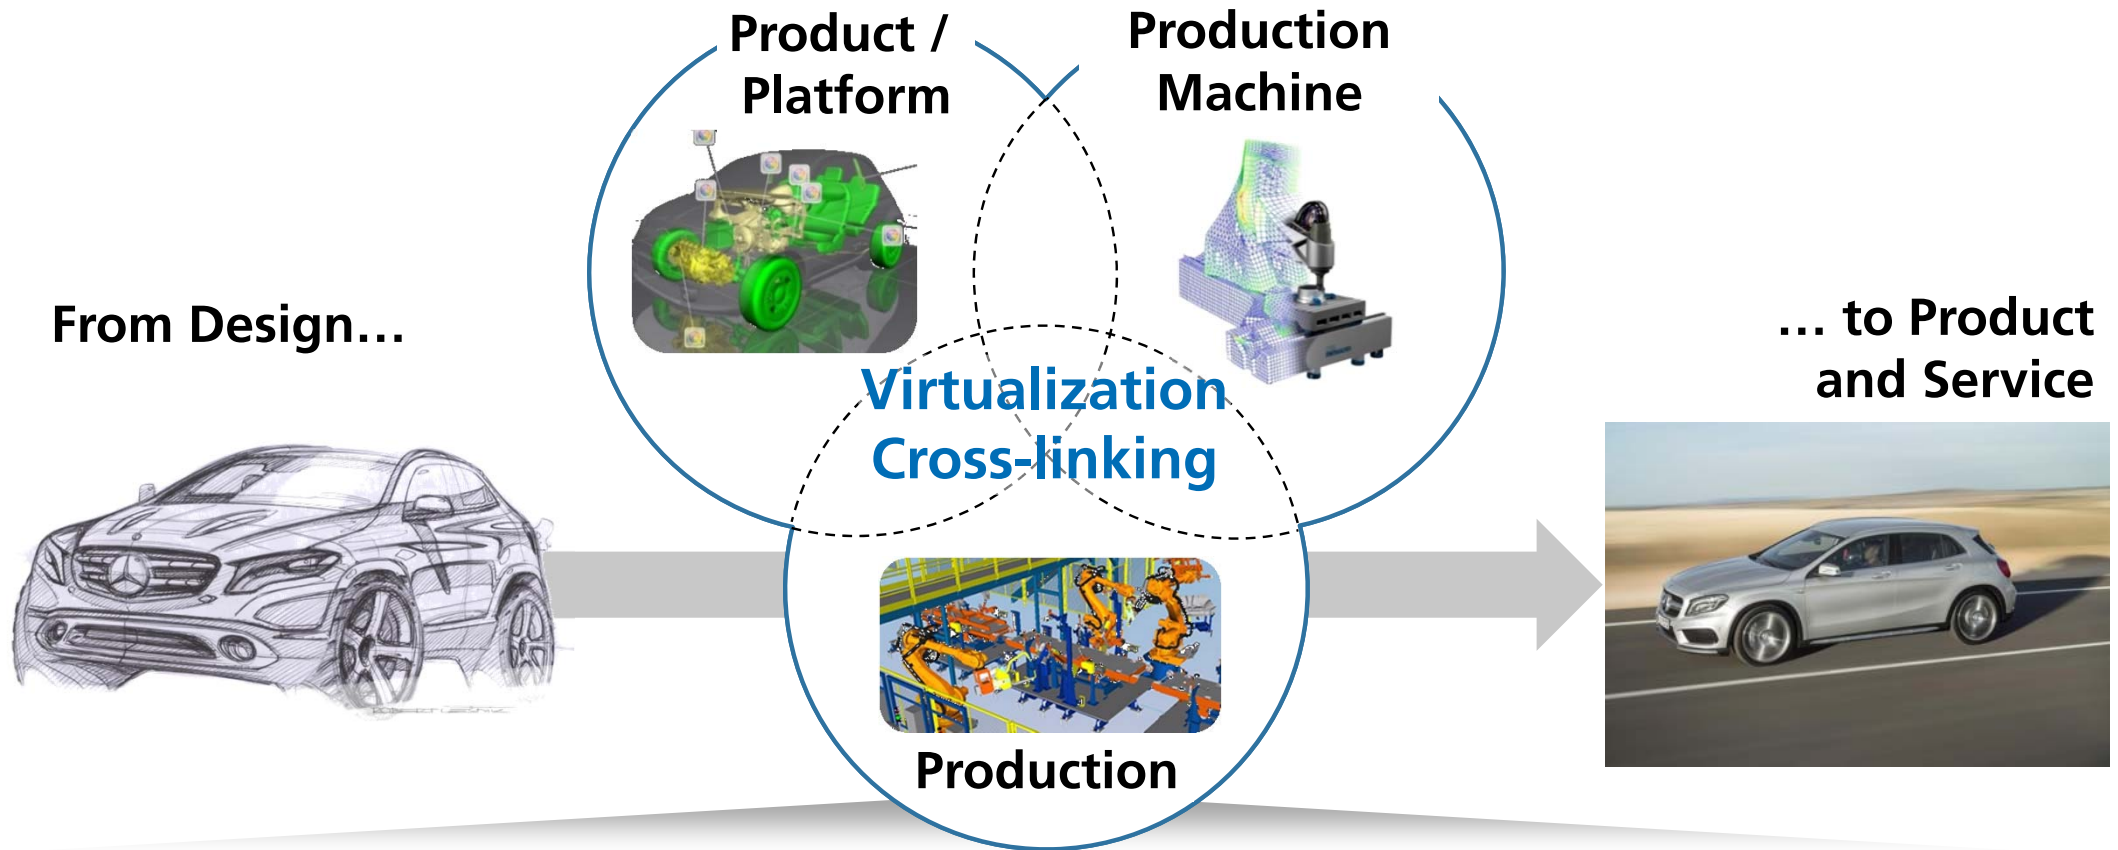 Product /
Platform
Production
Machine
From Design…
… to Product
and Service
Virtualization
Cross-linking
Production